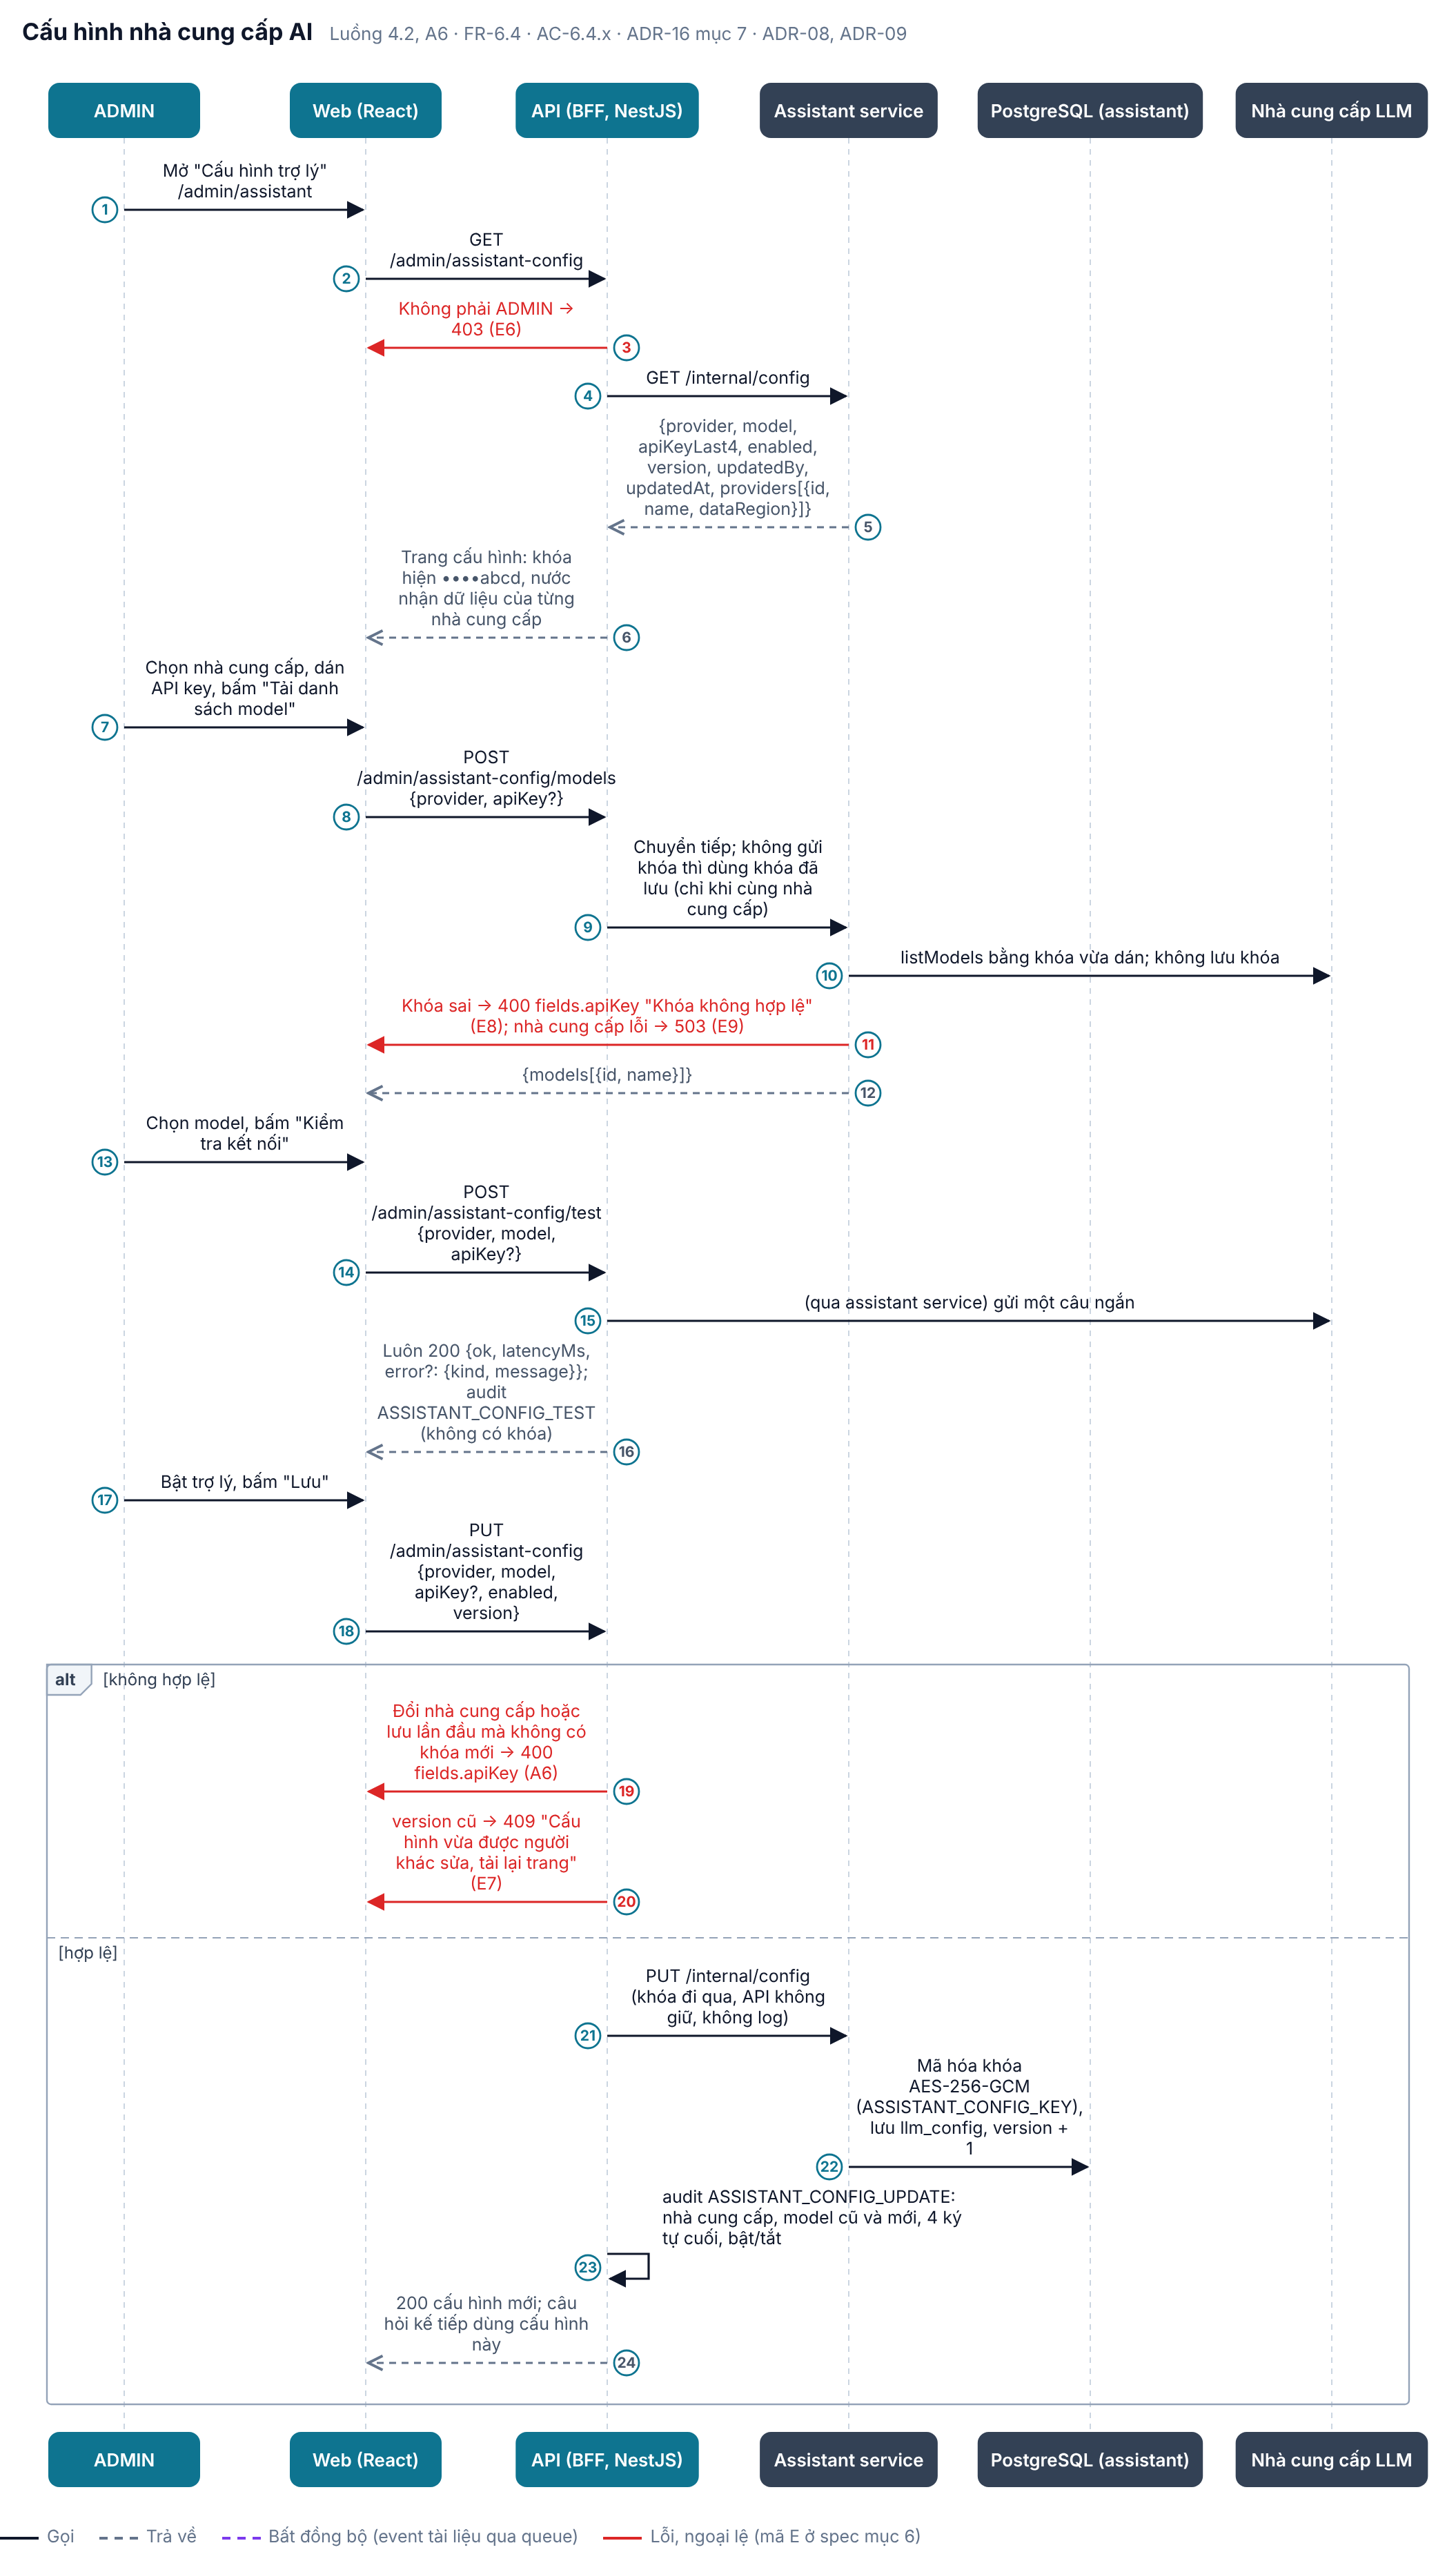 Cấu hình nhà cung cấp AI Luồng 4.2, A6 · FR-6.4 · AC-6.4.x · ADR-16 mục 7 · ADR-08, ADR-09
ADMIN Web (React) API (BFF, NestJS) Assistant service PostgreSQL (assistant) Nhà cung cấp LLM
Mở "Cấu hình trợ lý"
/admin/assistant
1
GET
/admin/assistant-config
2
Không phải ADMIN →
403 (E6)
3
GET /internal/config
4
{provider, model,
apiKeyLast4, enabled,
version, updatedBy,
updatedAt, providers[{id,
name, dataRegion}]}
5
Trang cấu hình: khóa
hiện ••••abcd, nước
nhận dữ liệu của từng
nhà cung cấp
6
Chọn nhà cung cấp, dán
API key, bấm "Tải danh
sách model"
7
POST
/admin/assistant-config/models
{provider, apiKey?}
8
Chuyển tiếp; không gửi
khóa thì dùng khóa đã
lưu (chỉ khi cùng nhà
cung cấp)
9
listModels bằng khóa vừa dán; không lưu khóa
10
Khóa sai → 400 fields.apiKey "Khóa không hợp lệ"
(E8); nhà cung cấp lỗi → 503 (E9)
11
{models[{id, name}]}
12
Chọn model, bấm "Kiểm
tra kết nối"
13
POST
/admin/assistant-config/test
{provider, model,
apiKey?}
14
(qua assistant service) gửi một câu ngắn
15
Luôn 200 {ok, latencyMs,
error?: {kind, message}};
audit
ASSISTANT_CONFIG_TEST
(không có khóa)
16
Bật trợ lý, bấm "Lưu"
17
PUT
/admin/assistant-config
{provider, model,
apiKey?, enabled,
version}
18
alt [không hợp lệ]
Đổi nhà cung cấp hoặc
lưu lần đầu mà không có
khóa mới → 400
fields.apiKey (A6)
19
version cũ → 409 "Cấu
hình vừa được người
khác sửa, tải lại trang"
(E7)
20
[hợp lệ]
PUT /internal/config
(khóa đi qua, API không
giữ, không log)
21
Mã hóa khóa
AES-256-GCM
(ASSISTANT_CONFIG_KEY),
lưu llm_config, version +
1
22
audit ASSISTANT_CONFIG_UPDATE:
nhà cung cấp, model cũ và mới, 4 ký
tự cuối, bật/tắt
23
200 cấu hình mới; câu
hỏi kế tiếp dùng cấu hình
này
24
ADMIN Web (React) API (BFF, NestJS) Assistant service PostgreSQL (assistant) Nhà cung cấp LLM
Gọi Trả về Bất đồng bộ (event tài liệu qua queue) Lỗi, ngoại lệ (mã E ở spec mục 6)